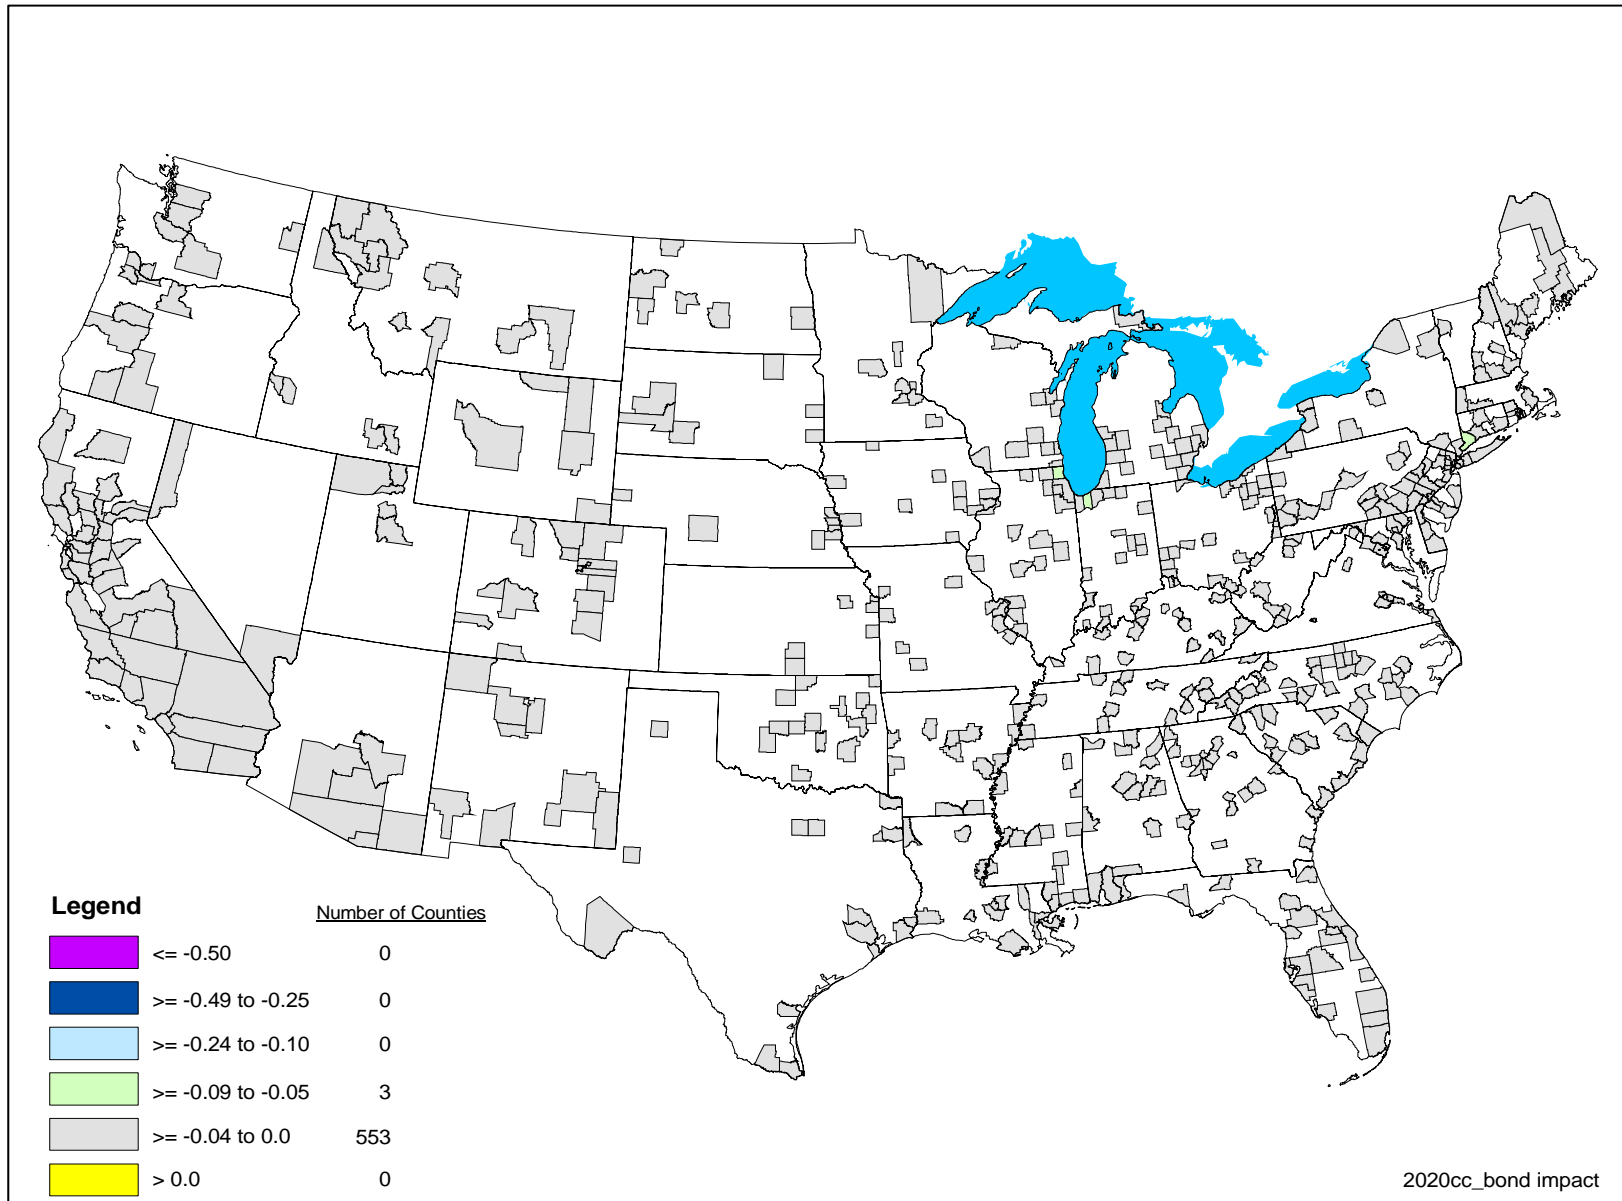 Legend
Number of Counties
<= -0.50 0
>= -0.49 to -0.25 0
>= -0.24 to -0.10 0
>= -0.09 to -0.05 3
>= -0.04 to 0.0 553
> 0.0 0
2020cc_bond impact